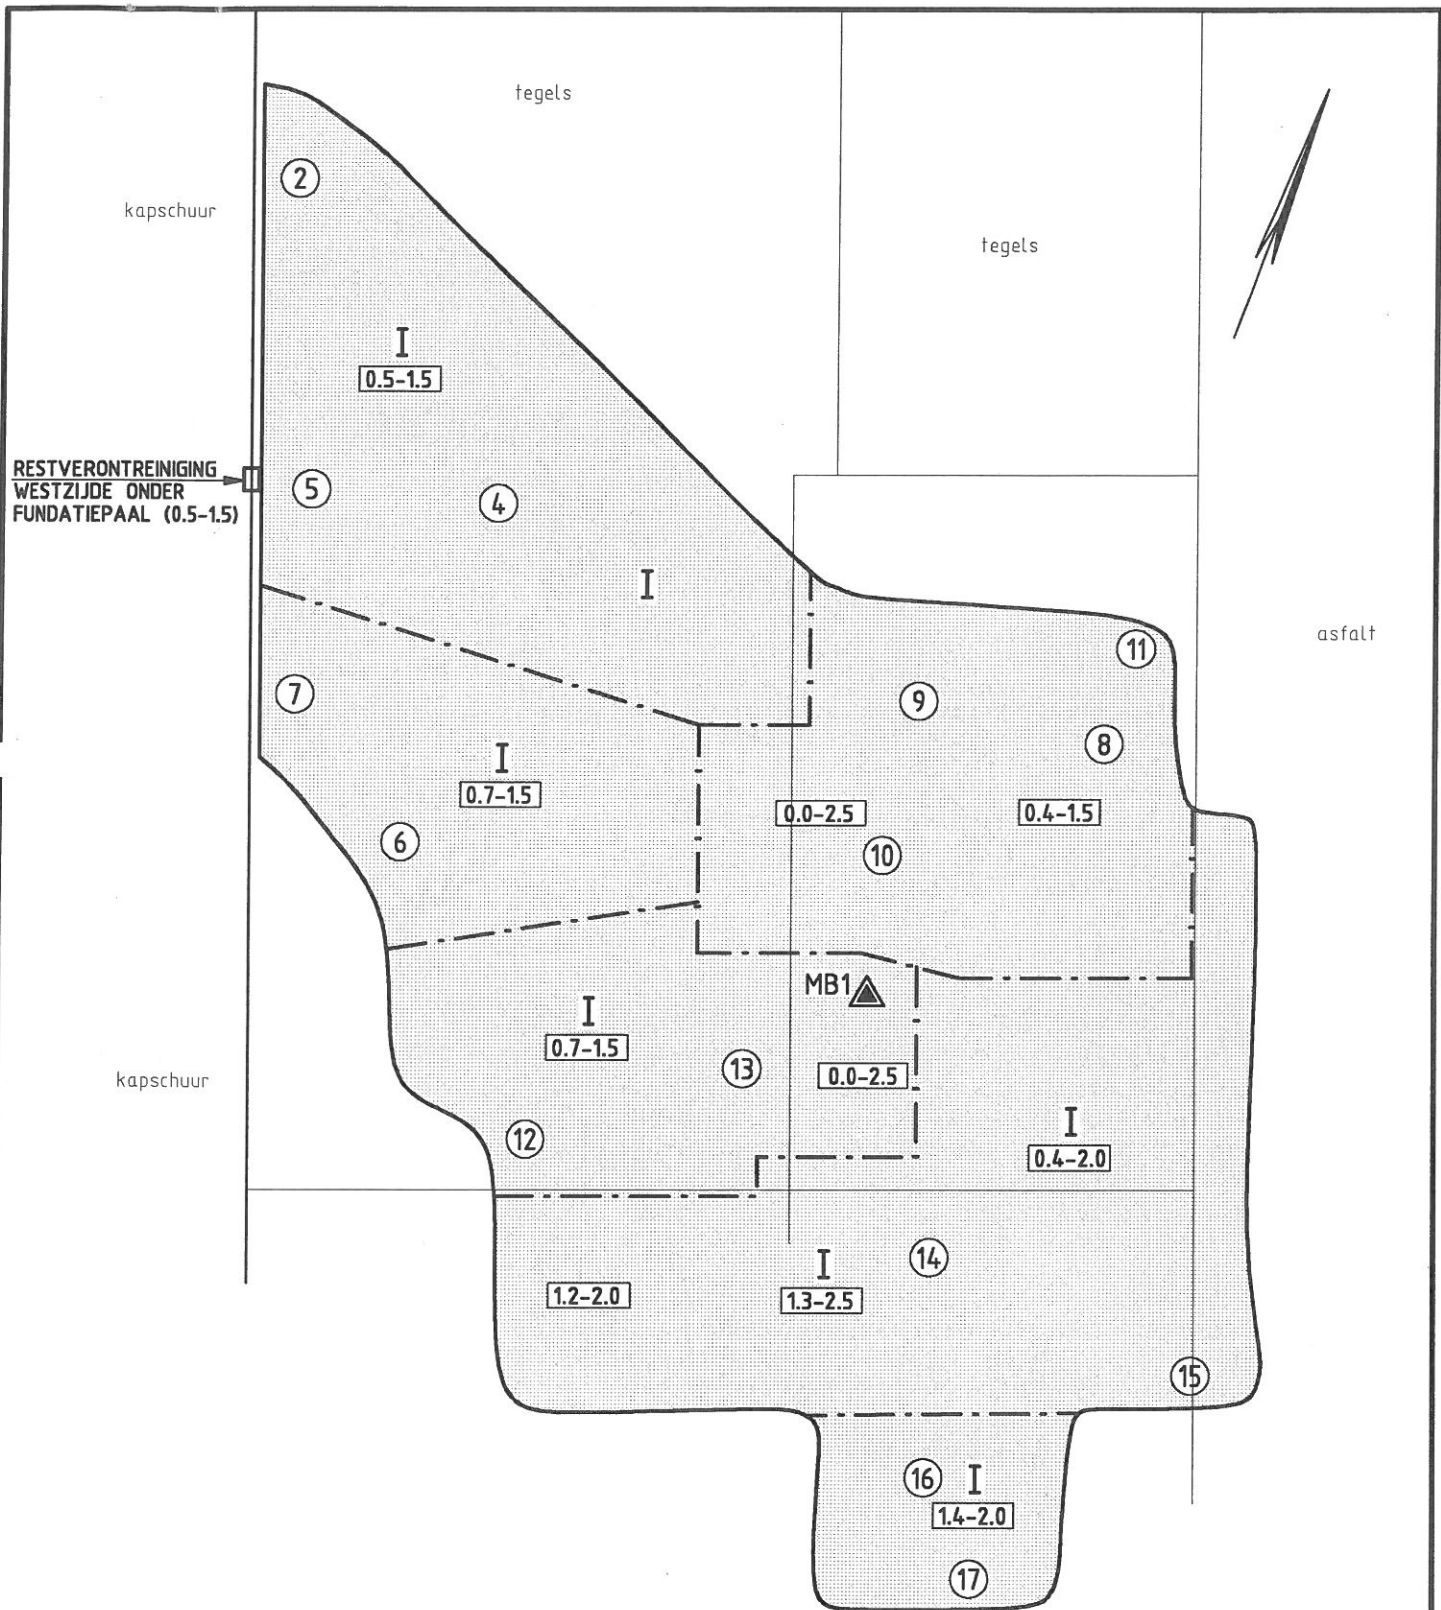 tegels
②
kapschuur
tegels
I
0.5-1.5
RESTVERONTREINIGING
WESTZIJDE ONDER
FUNDATIEPAAL (0.5-1.5)
⑤
④
I
asfalt
⑪
⑦
⑨
⑧
I
0.7-1.5
0.0-2.5
0.4-1.5
⑥
⑩
MB1
I
0.7-1.5
⑬
0.0-2.5
kapschuur
⑫
I
0.4-2.0
⑭
I
1.2-2.0
1.3-2.5
⑮
⑯
I
1.4-2.0
⑰